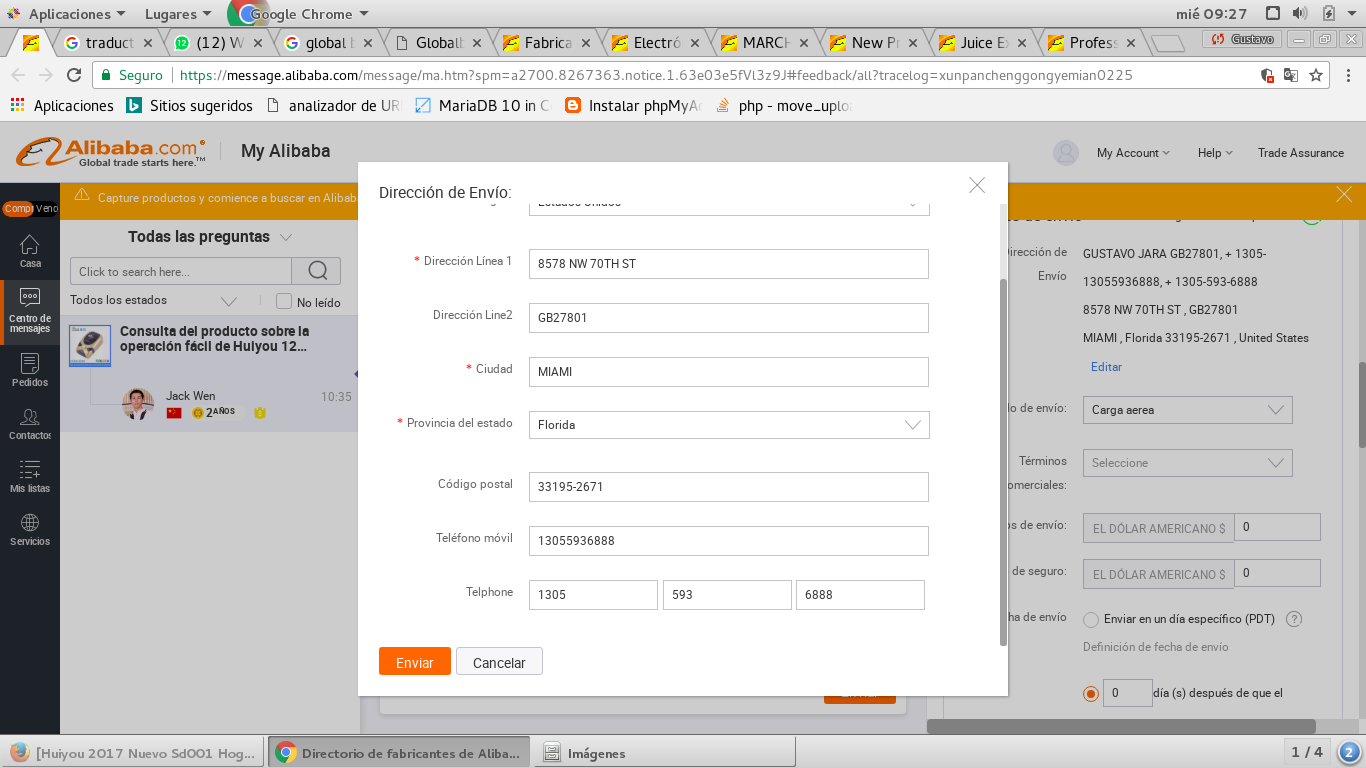 Aplicaciones
Lugares
Google Chrome
mié 09:27
traduct
(12) W
global b
Globalb
Fabrica
Electró
MARCH
New Pr
Juice Ex
Profess
Gustavo
Seguro
https://message.alibaba.com/message/ma.htm?spm=a2700.8267363.notice.1.63e03e5fVl3z9J#feedback/all?tracelog=xunpanchenggongyemian0225
Aplicaciones
Sitios sugeridos
analizador de UR
MariaDB 10 in C
Instalar phpMyAd
php - move_uplo
Alibaba.com
Global trade starts here.™
My Alibaba
My Account
Help
Trade Assurance
Capture productos y comience a buscar en Alibab
Compr
Vend
Casa
Centro de
mensajes
Pedidos
Contactos
Mis listas
Servicios
Todas las preguntas
Click to search here...
Todos los estados
No leído
Consulta del producto sobre la
operación fácil de Huiyou 12...
Jack Wen
10:35
2 AÑOS
Dirección de Envío:
Estados Unidos
* Dirección Línea 1
8578 NW 70TH ST
Dirección Line2
GB27801
* Ciudad
MIAMI
* Provincia del estado
Florida
Código postal
33195-2671
Teléfono móvil
13055936888
Telphone
1305
593
6888
Enviar
Cancelar
Dirección de
Envío
GUSTAVO JARA GB27801, + 1305-
13055936888, + 1305-593-6888
8578 NW 70TH ST , GB27801
MIAMI , Florida 33195-2671 , United States
Editar
do de envío:
Carga aerea
Términos
comerciales:
Seleccione
os de envío:
EL DÓLAR AMERICANO $
0
de seguro:
EL DÓLAR AMERICANO $
0
ha de envío
Enviar en un día específico (PDT)
?
Definición de fecha de envío
0
día (s) después de que el
[Huiyou 2017 Nuevo Sd001 Hog...
Directorio de fabricantes de Aliba...
Imágenes
1 / 4
2